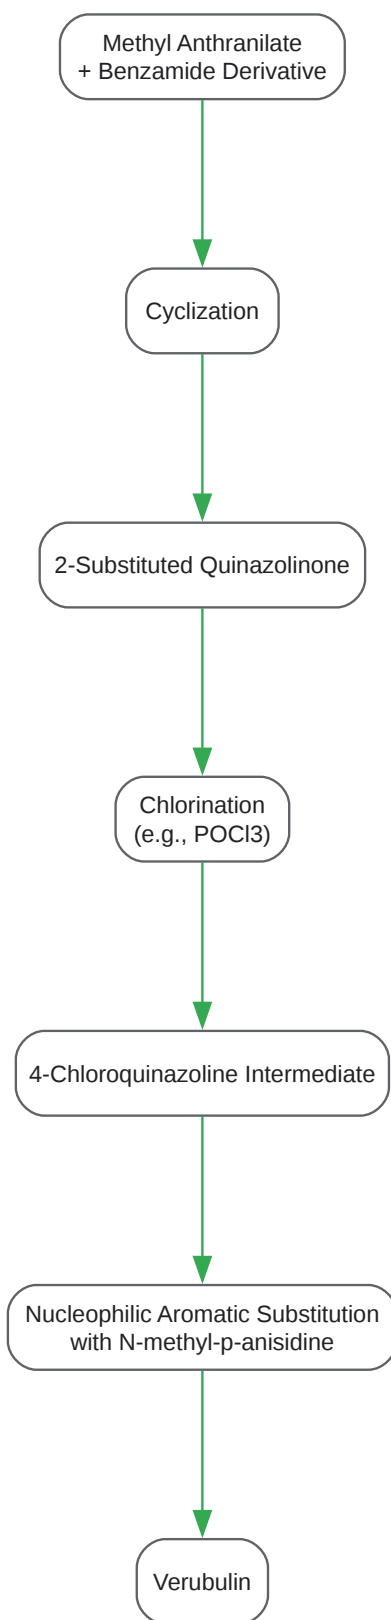 Methyl Anthranilate
+ Benzamide Derivative
Cyclization
2-Substituted Quinazolinone
Chlorination
(e.g., POCl3)
4-Chloroquinazoline Intermediate
Nucleophilic Aromatic Substitution
with N-methyl-p-anisidine
Verubulin